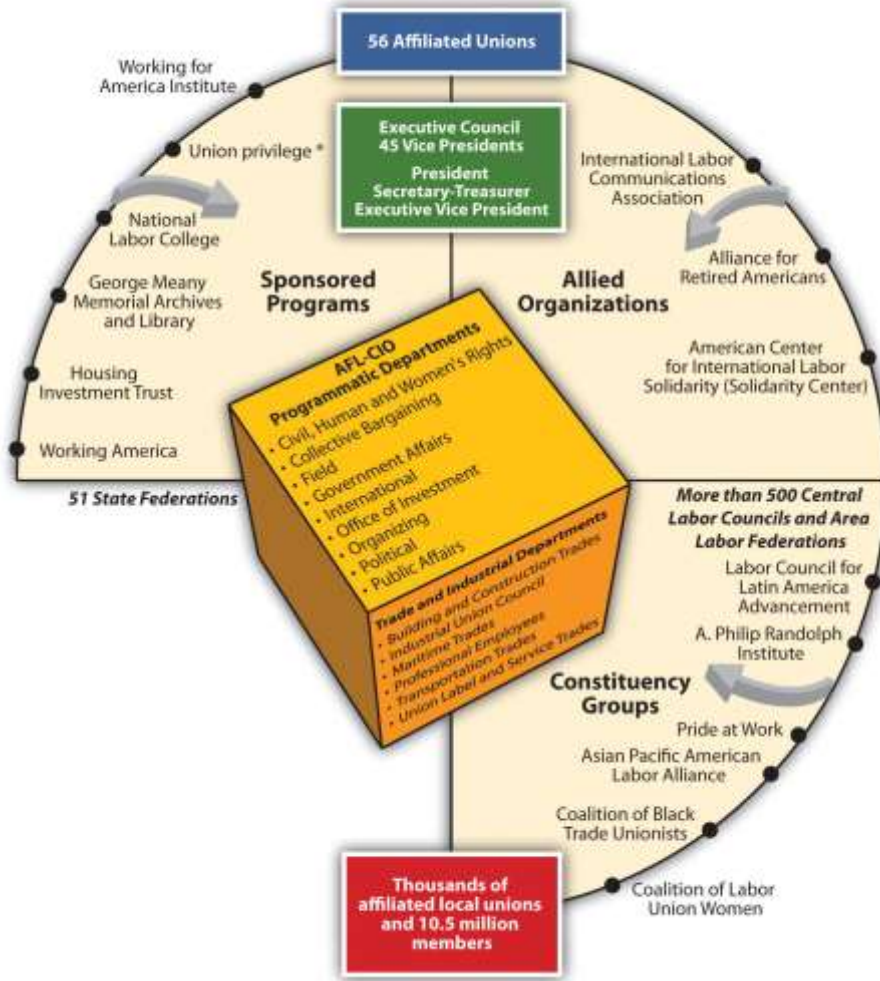 56 Affiliated Unions
Executive Council
45 Vice Presidents
President
Secretary-Treasurer
Executive Vice President
Working for
America Institute
Union privilege *
National
Labor College
George Meany
Memorial Archives
and Library
Housing
Investment Trust
Working America
Sponsored
Programs
International Labor
Communications
Association
Alliance for
Retired Americans
American Center
for International Labor
Solidarity (Solidarity Center)
Allied
Organizations
AFL-CIO
Programmatic Departments
• Civil, Human and Women's Rights
• Collective Bargaining
• Field
• Government Affairs
• International
• Office of Investment
• Organizing
• Political
• Public Affairs
Trade and Industrial Departments
• Building and Construction Trades
• Industrial Union Council
• Maritime Trades
• Professional Employees
• Transportation Trades
• Union Label and Service Trades
51 State Federations
More than 500 Central
Labor Councils and Area
Labor Federations
Labor Council for
Latin America
Advancement
A. Philip Randolph
Institute
Constituency
Groups
Pride at Work
Asian Pacific American
Labor Alliance
Coalition of Black
Trade Unionists
Coalition of Labor
Union Women
Thousands of
affiliated local unions
and 10.5 million
members